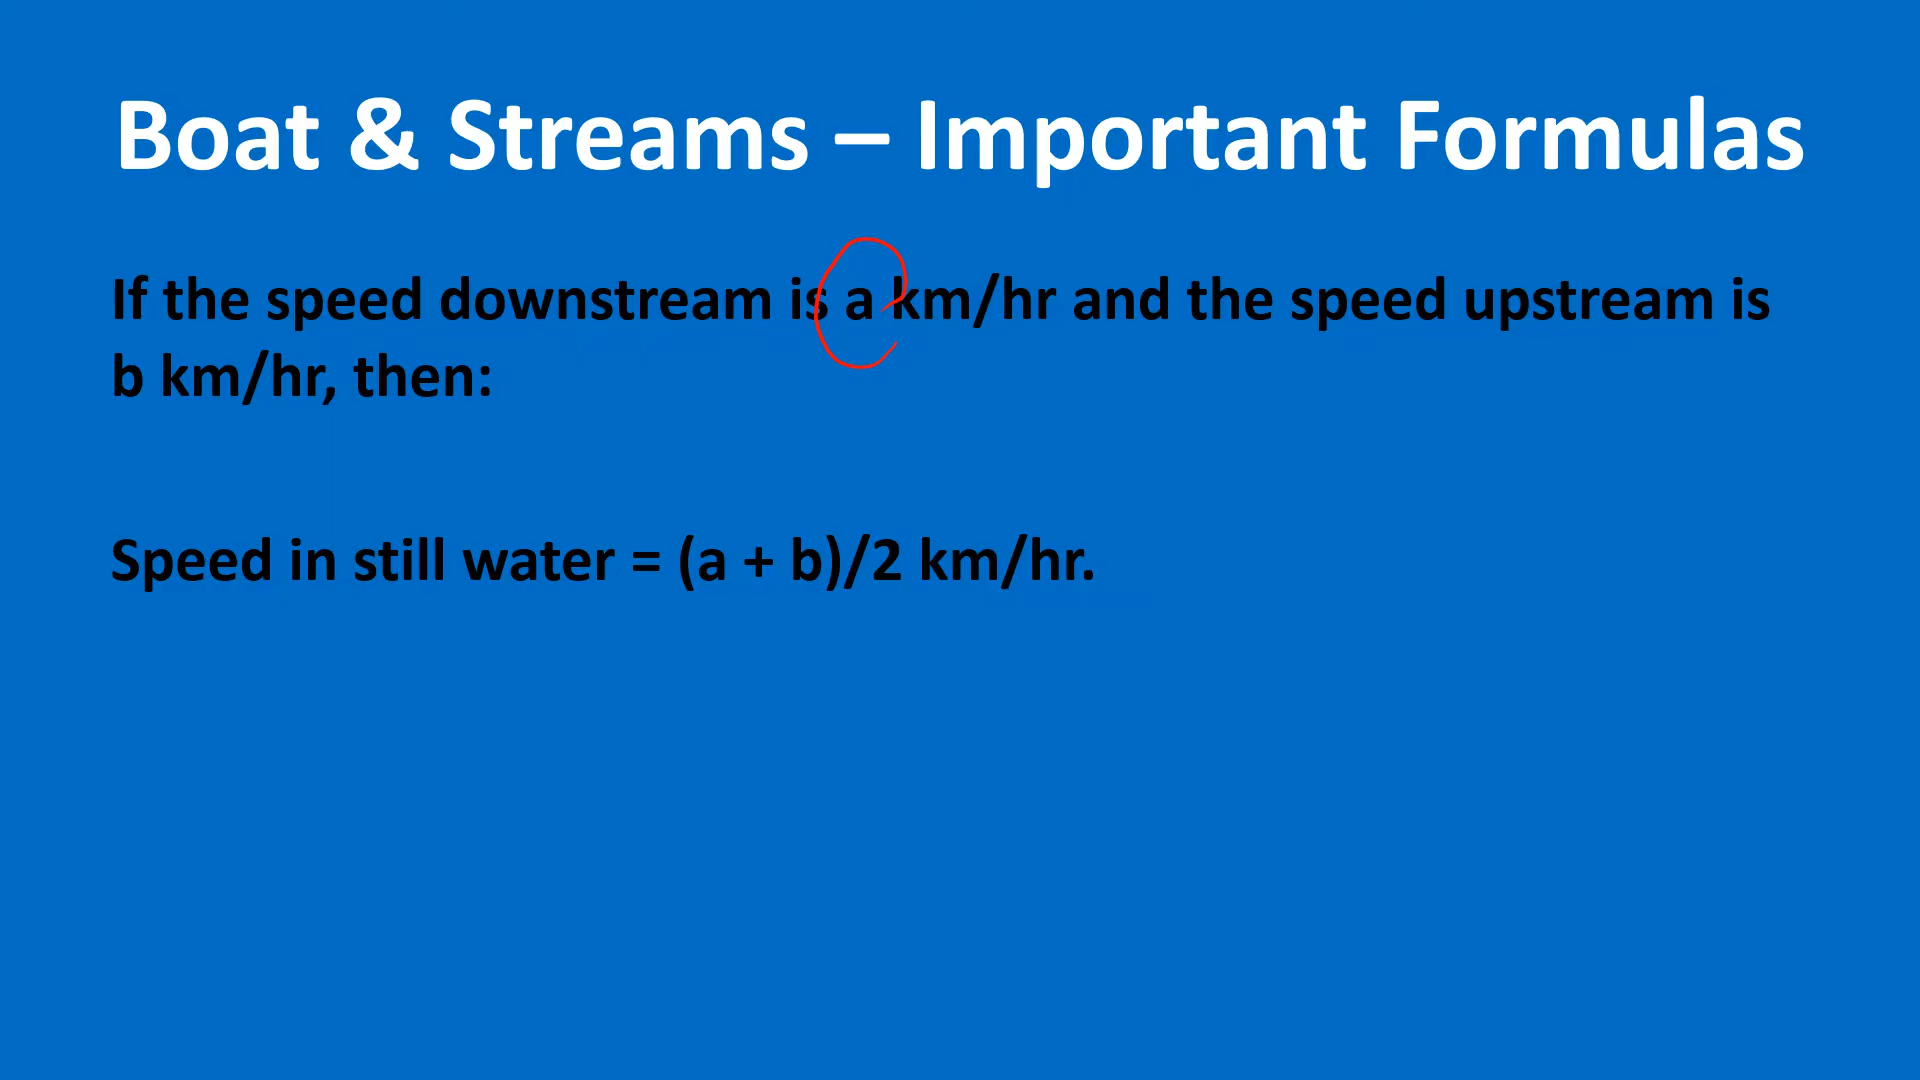 Boat & Streams – Important Formulas
If the speed downstream is a km/hr and the speed upstream is
b km/hr, then:
Speed in still water = (a + b)/2 km/hr.